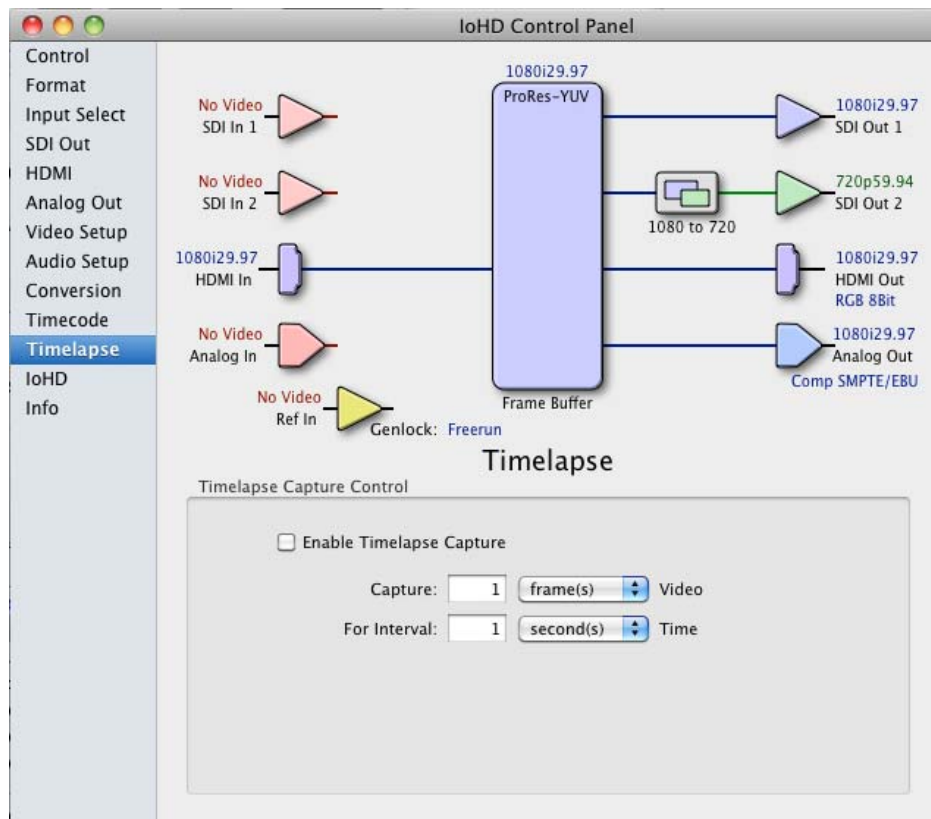 IoHD Control Panel
Control
Format
Input Select
SDI Out
HDMI
Analog Out
Video Setup
Audio Setup
Conversion
Timecode
Timelapse
IoHD
Info
1080i29.97
ProRes-YUV
Frame Buffer
No Video
SDI In 1
No Video
SDI In 2
1080i29.97
HDMI In
No Video
Analog In
No Video
Ref In
Genlock: Freerun
1080i29.97
SDI Out 1
1080 to 720
720p59.94
SDI Out 2
1080i29.97
HDMI Out
RGB 8Bit
1080i29.97
Analog Out
Comp SMPTE/EBU
Timelapse
Timelapse Capture Control
Enable Timelapse Capture
Capture: 1 frame(s) Video
For Interval: 1 second(s) Time